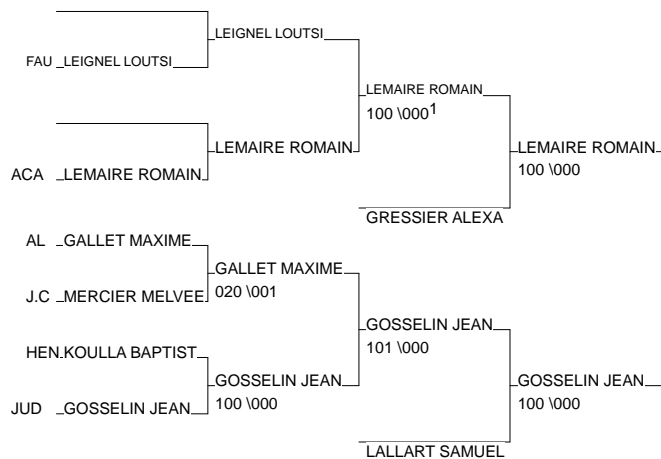 LEIGNEL LOUTSI
FAU LEIGNEL LOUTSI
LEMAIRE ROMAIN
100 \000 1
LEMAIRE ROMAIN
LEMAIRE ROMAIN
100 \000
ACA LEMAIRE ROMAIN
GRESSIER ALEXA
AL GALLET MAXIME
GALLET MAXIME
020 \001
J.C MERCIER MELVEE
GOSSELIN JEAN
101 \000
HEN KOULLA BAPTIST
GOSSELIN JEAN
100 \000
GOSSELIN JEAN
100 \000
JUD GOSSELIN JEAN
LALLART SAMUEL